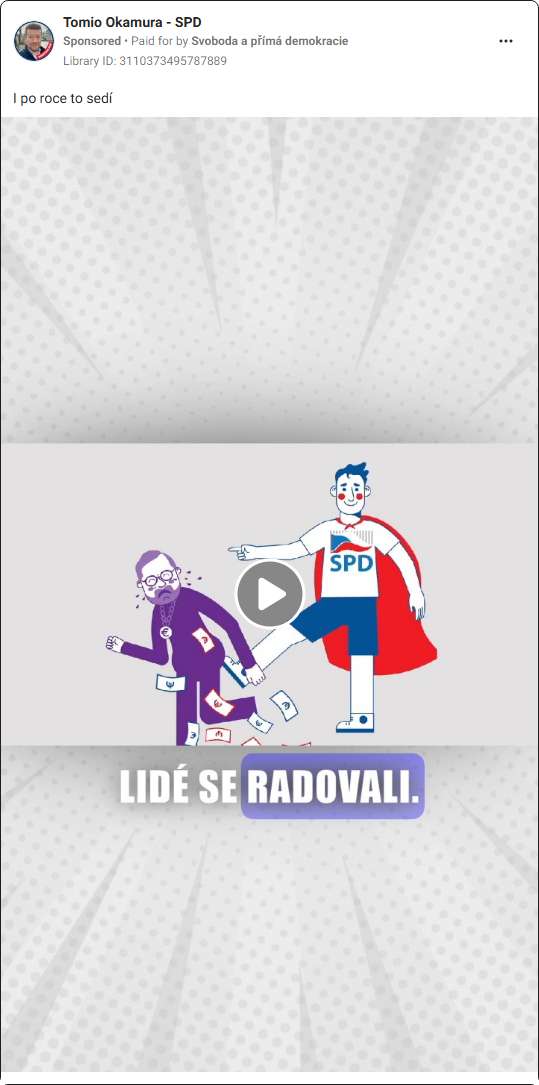 Tomio Okamura - SPD
Sponsored • Paid for by Svoboda a přímá demokracie
Library ID: 3110373495787889
I po roce to sedí
SPD
€
LIDÉ SE RADOVALI.